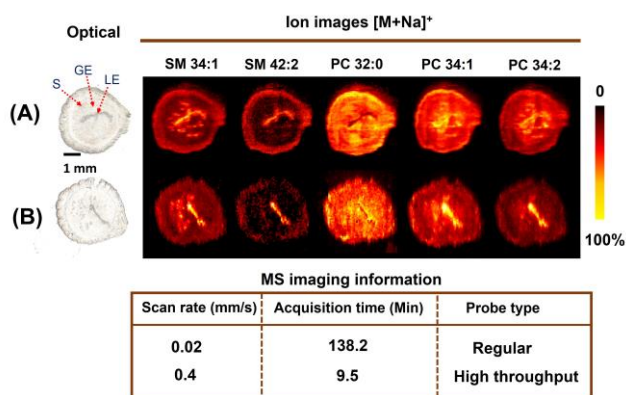 Ion images [M+Na]⁺
Optical
SM 34:1 SM 42:2 PC 32:0 PC 34:1 PC 34:2
S GE LE
(A)
1 mm
(B)
0
100%
MS imaging information
Scan rate (mm/s) Acquisition time (Min) Probe type
0.02 138.2 Regular
0.4 9.5 High throughput